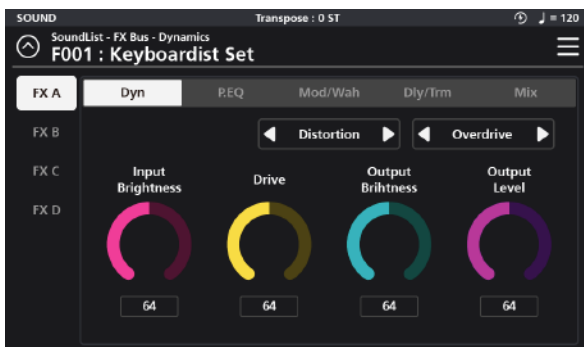 SOUND Transpose : 0 ST ♩ = 120
SoundList - FX Bus - Dynamics
F001 : Keyboardist Set
FX A Dyn P.EQ Mod/Wah Dly/Trm Mix
FX B Distortion Overdrive
FX C
FX D
Input Brightness
Drive
Output Brihtness
Output Level
64 64 64 64